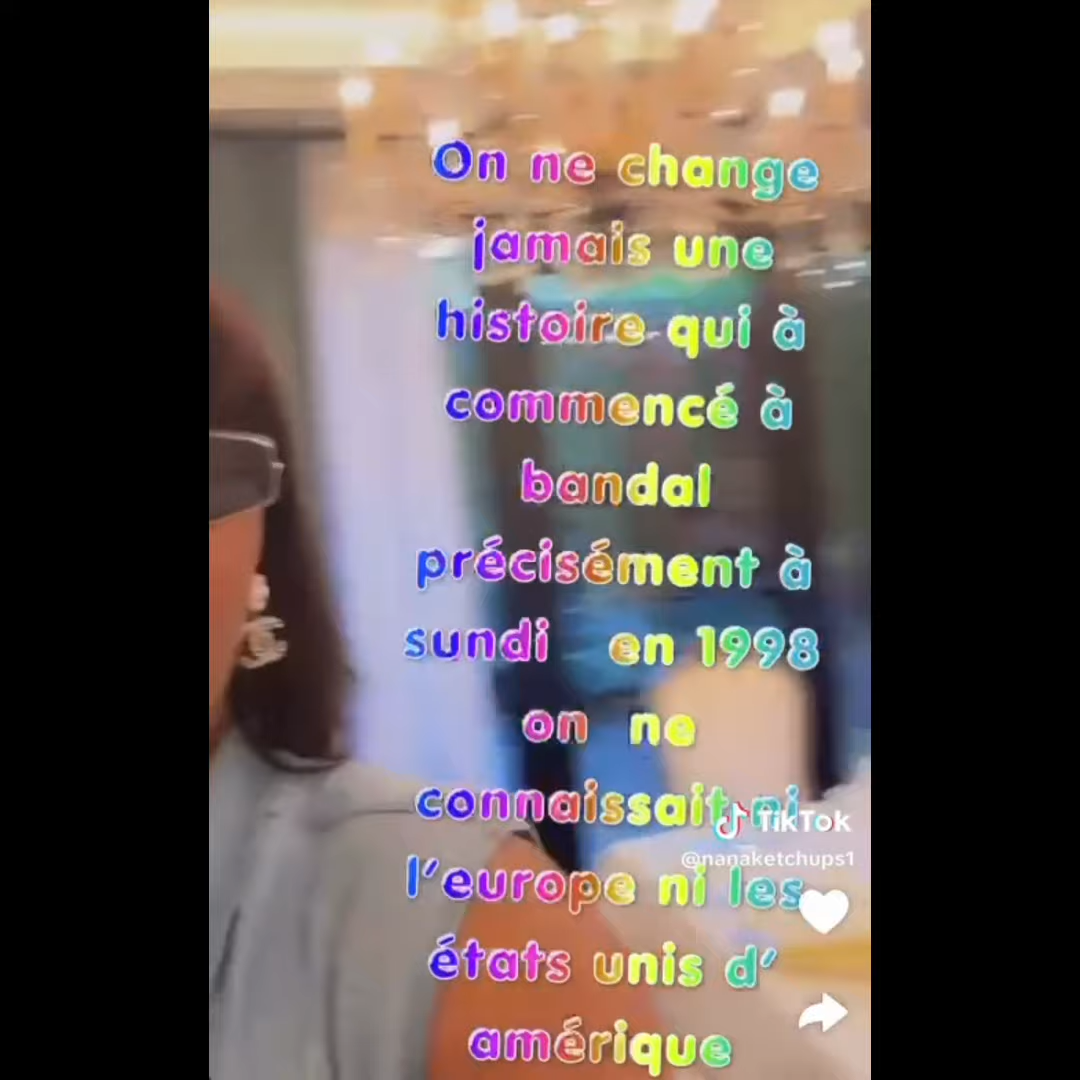 On ne change
jamais une
histoire qui à
commencé à
bandal
précisément à
sundi en 1998
on ne
connaissait ni
TikTok
@nanaketchups1
l'europe ni les
états unis d'
amérique